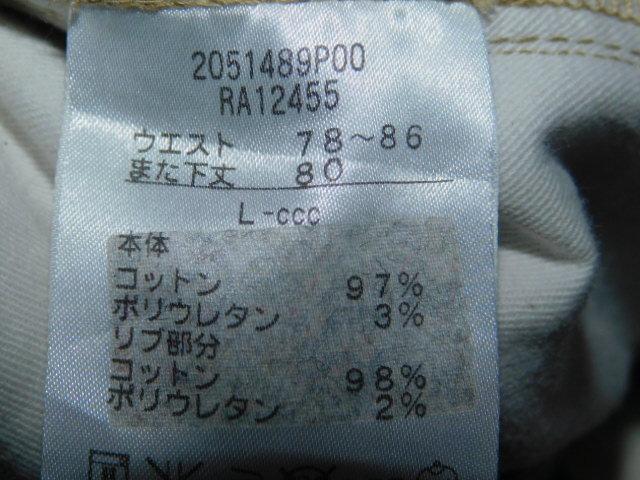 2051489P00
RA12455
ウエスト 78～86
また下丈 80
L-ccc
本体
コットン 97%
ポリウレタン 3%
リブ部分
コットン 98%
ポリウレタン 2%